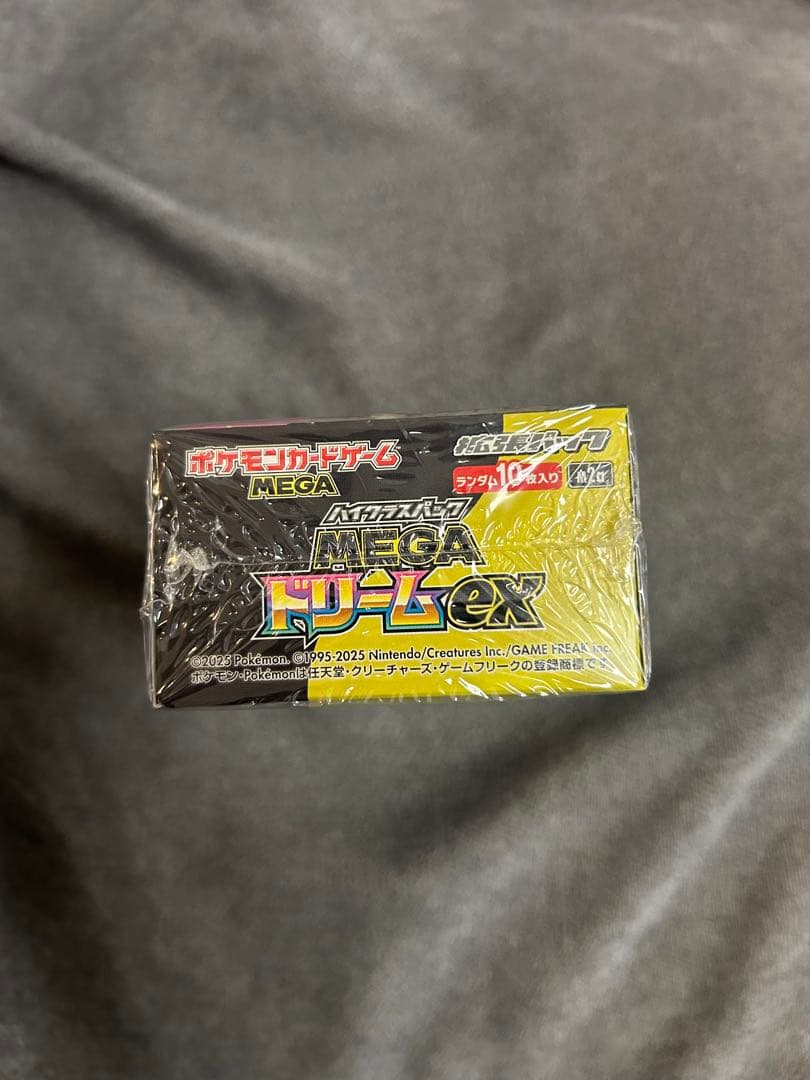 ポケモンカードゲーム
MEGA
拡張パック
ランダム10枚入り
m2a
ハイクラスパック
MEGA
ドリームex
©2025 Pokémon. ©1995-2025 Nintendo/Creatures Inc./GAME FREAK inc.
ポケモン・Pokémonは任天堂・クリーチャーズ・ゲームフリークの登録商標です